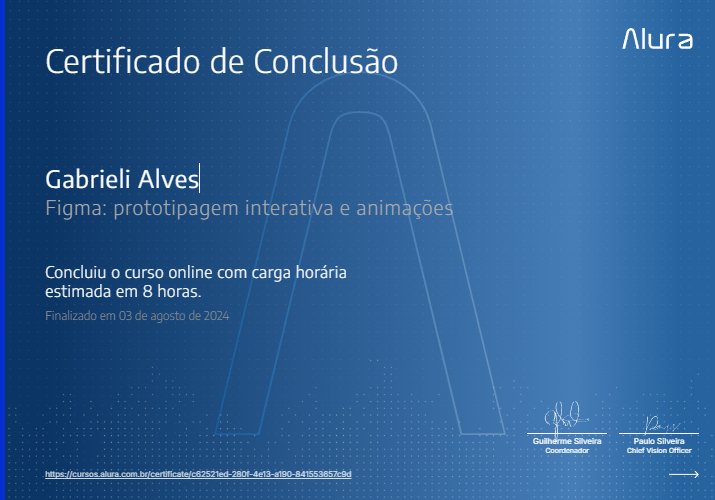 Alura
Certificado de Conclusão
Gabrieli Alves
Figma: prototipagem interativa e animações
Concluiu o curso online com carga horária
estimada em 8 horas.
Finalizado em 03 de agosto de 2024
Guilherme Silveira
Coordenador
Paulo Silveira
Chief Vision Officer
https://cursos.alura.com.br/certificate/c62521ed-280f-4e13-a190-841553657c9d